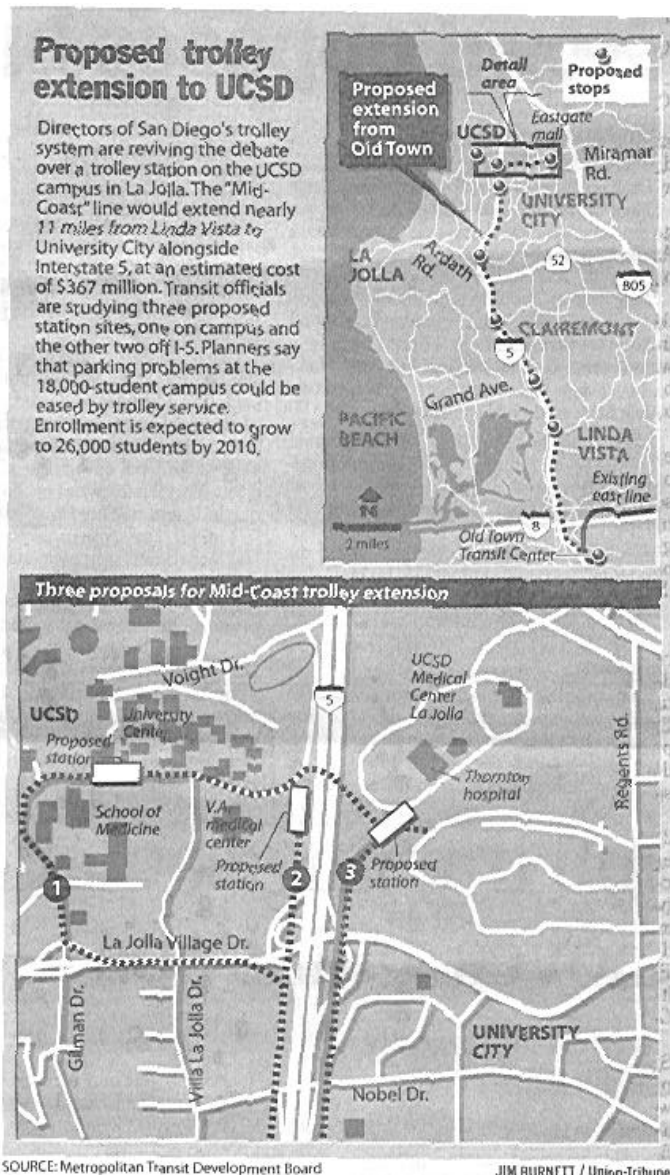 Proposed trolley
extension to UCSD
Directors of San Diego's trolley
system are reviving the debate
over a trolley station on the UCSD
campus in La Jolla. The "Mid-
Coast" line would extend nearly
11 miles from Linda Vista to
University City alongside
Interstate 5, at an estimated cost
of $367 million. Transit officials
are studying three proposed
station sites, one on campus and
the other two off I-5. Planners say
that parking problems at the
18,000-student campus could be
eased by trolley service.
Enrollment is expected to grow
to 26,000 students by 2010.
Proposed
extension
from
Old Town
Detail
area
Proposed
stops
UCSD
Eastgate
mall
Miramar
Rd.
UNIVERSITY
CITY
LA
JOLLA
Ardath
Rd.
52
805
CLAIREMONT
5
Grand Ave.
PACIFIC
BEACH
LINDA
VISTA
Existing
east line
N
2 miles
8
Old Town
Transit Center
Three proposals for Mid-Coast trolley extension
Voight Dr.
5
UCSD
Medical
Center
La Jolla
UCSD
University
Center
Proposed
station
Regents Rd.
Thornton
hospital
School of
Medicine
V.A.
medical
center
Proposed
station
Proposed
station
1
2
3
La Jolla Village Dr.
Gilman Dr.
Villa La Jolla Dr.
UNIVERSITY
CITY
Nobel Dr.
SOURCE: Metropolitan Transit Development Board
JIM BURNETT / Union-Tribune